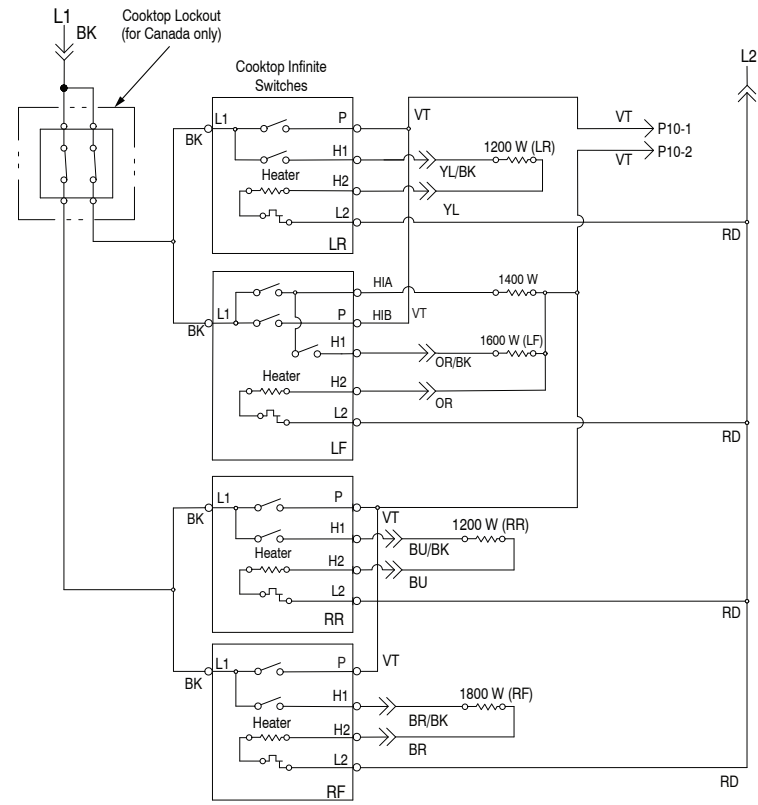 L1
BK
Cooktop Lockout
(for Canada only)
L2
Cooktop Infinite
Switches
L1
P
VT
VT
P10-1
P10-2
VT
BK
H1
1200 W (LR)
YL/BK
Heater
H2
YL
L2
RD
LR
HIA
1400 W
L1
P
HIB
VT
BK
H1
1600 W (LF)
OR/BK
Heater
H2
OR
L2
RD
LF
L1
P
BK
VT
H1
1200 W (RR)
BU/BK
Heater
H2
BU
L2
RD
RR
L1
P
VT
BK
H1
1800 W (RF)
BR/BK
Heater
H2
BR
L2
RD
RF